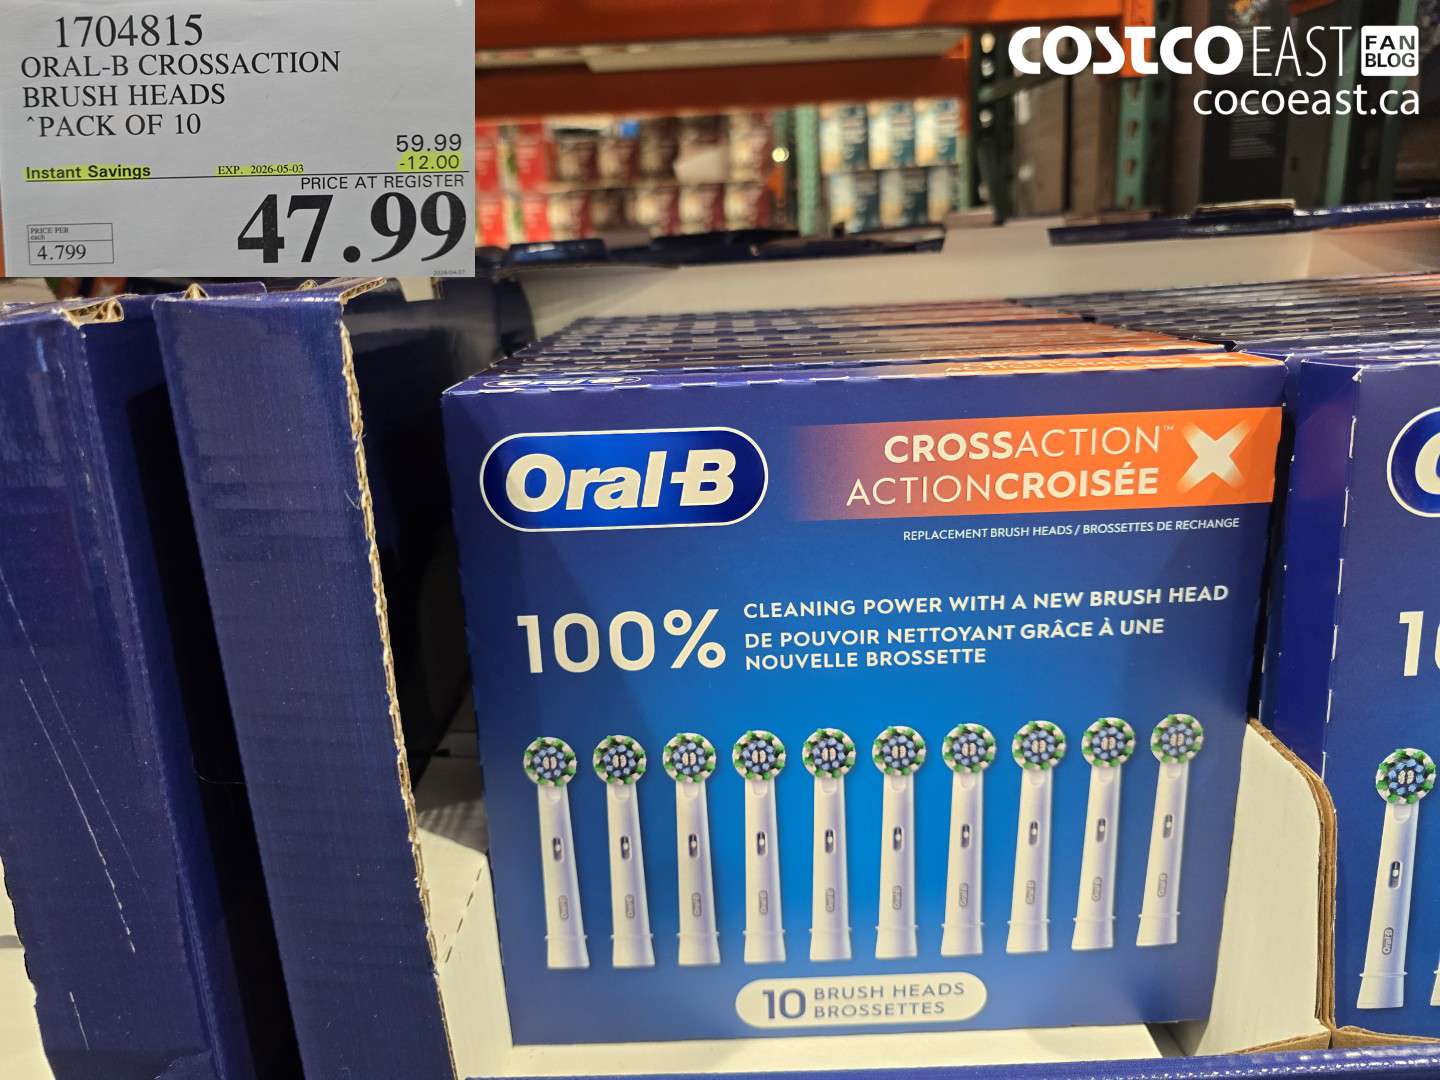 1704815
ORAL-B CROSSACTION
BRUSH HEADS
^PACK OF 10
59.99
Instant Savings EXP. 2026-05-03 -12.00
PRICE AT REGISTER
47.99
PRICE PER
each
4.799
COSTCO EAST FAN BLOG
cocoeast.ca
Oral-B
CROSSACTION™ X
ACTIONCROISÉE
REPLACEMENT BRUSH HEADS / BROSSETTES DE RECHANGE
100%
CLEANING POWER WITH A NEW BRUSH HEAD
DE POUVOIR NETTOYANT GRÂCE À UNE
NOUVELLE BROSSETTE
10 BRUSH HEADS
BROSSETTES
Oral-B